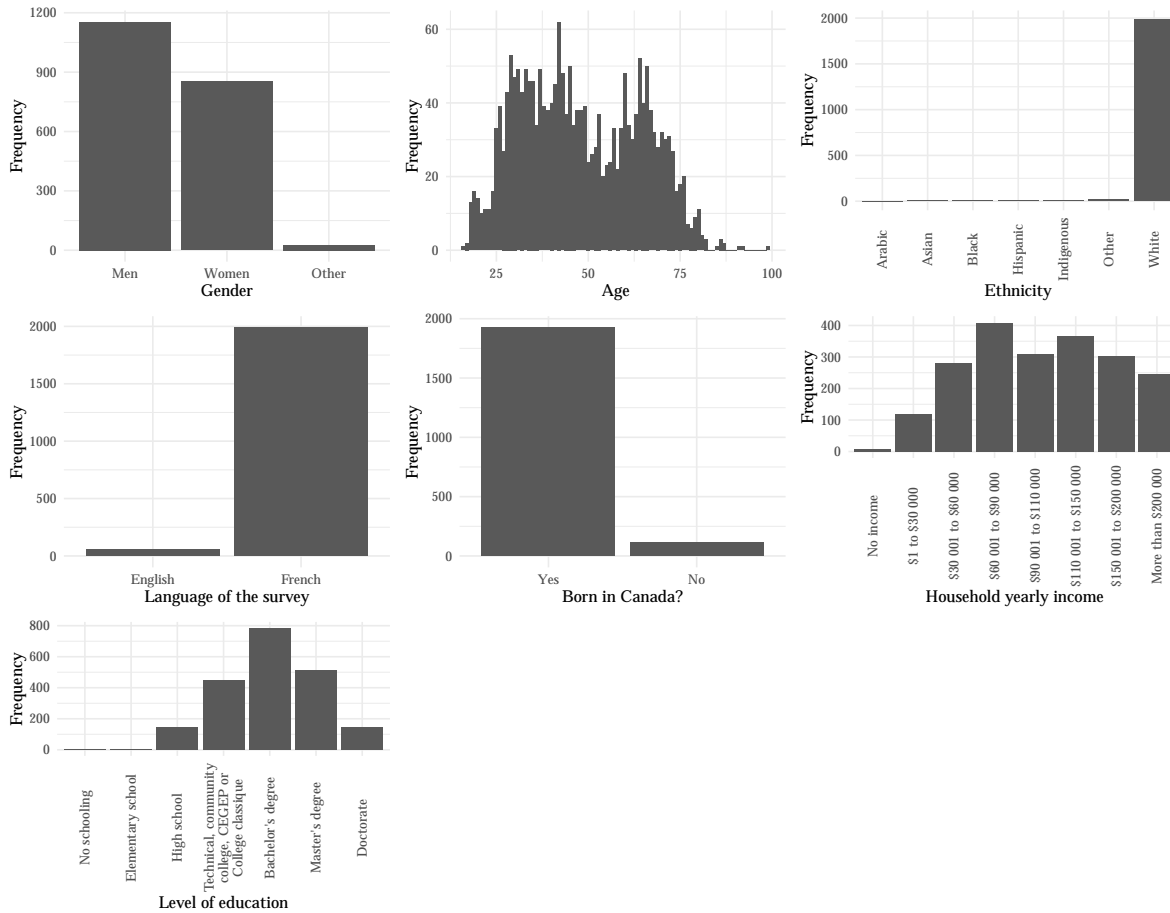 1200
900
600
300
0
Frequency
Men
Women
Other
Gender
60
40
20
0
Frequency
25
50
75
100
Age
2000
1500
1000
500
0
Frequency
Arabic
Asian
Black
Hispanic
Indigenous
Other
White
Ethnicity
2000
1500
1000
500
0
Frequency
English
French
Language of the survey
2000
1500
1000
500
0
Frequency
Yes
No
Born in Canada?
400
300
200
100
0
Frequency
No income
$1 to $30 000
$30 001 to $60 000
$60 001 to $90 000
$90 001 to $110 000
$110 001 to $150 000
$150 001 to $200 000
More than $200 000
Household yearly income
800
600
400
200
0
Frequency
No schooling
Elementary school
High school
Technical, community
college, CEGEP or
College classique
Bachelor's degree
Master's degree
Doctorate
Level of education